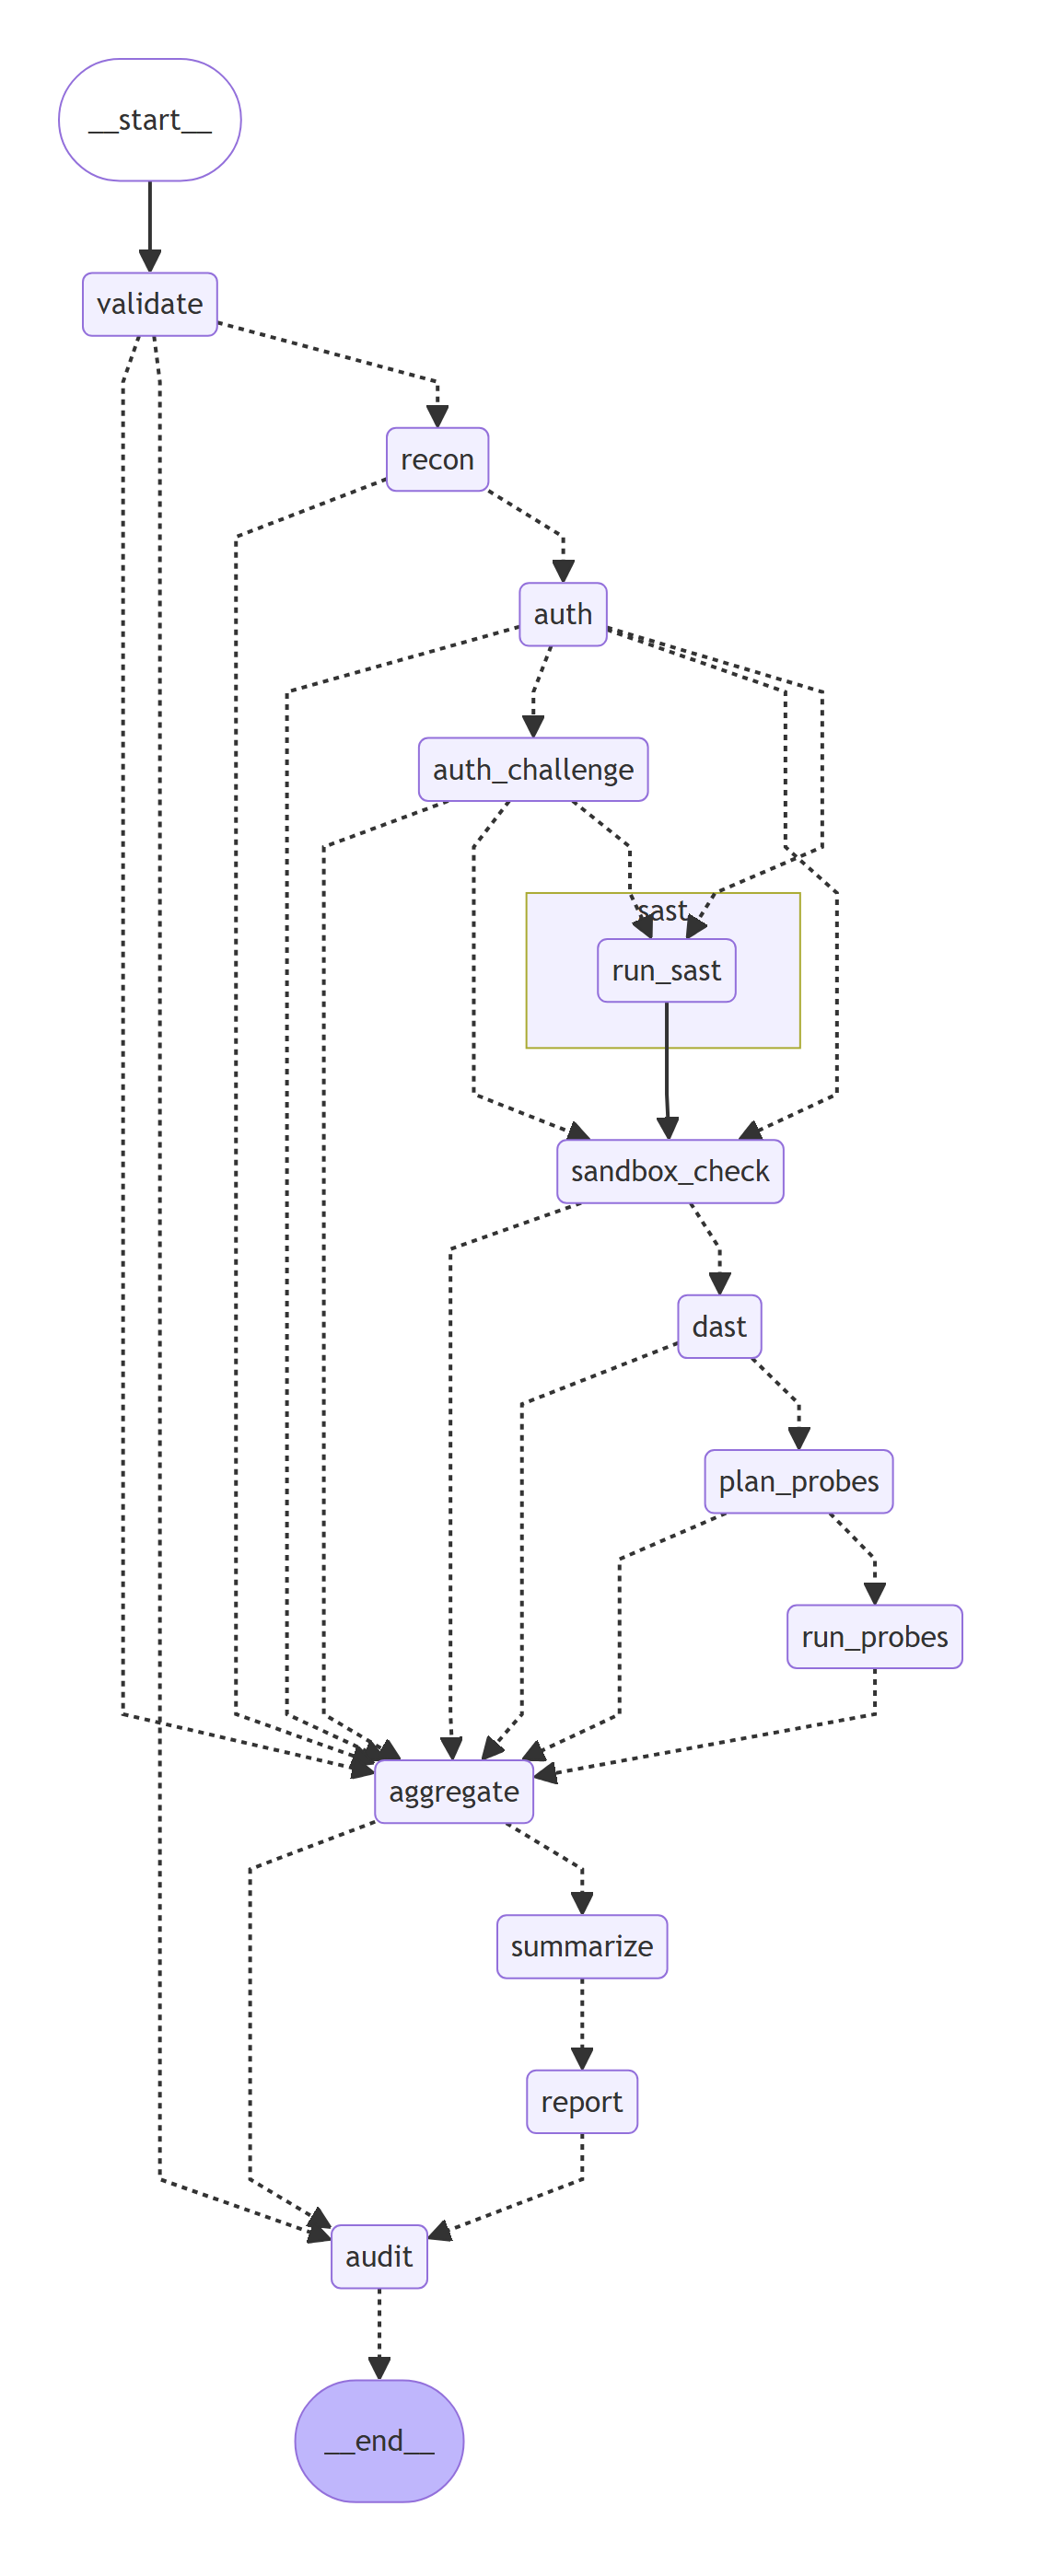 __start__
validate
recon
auth
auth_challenge
sast
run_sast
sandbox_check
dast
plan_probes
run_probes
aggregate
summarize
report
audit
__end__